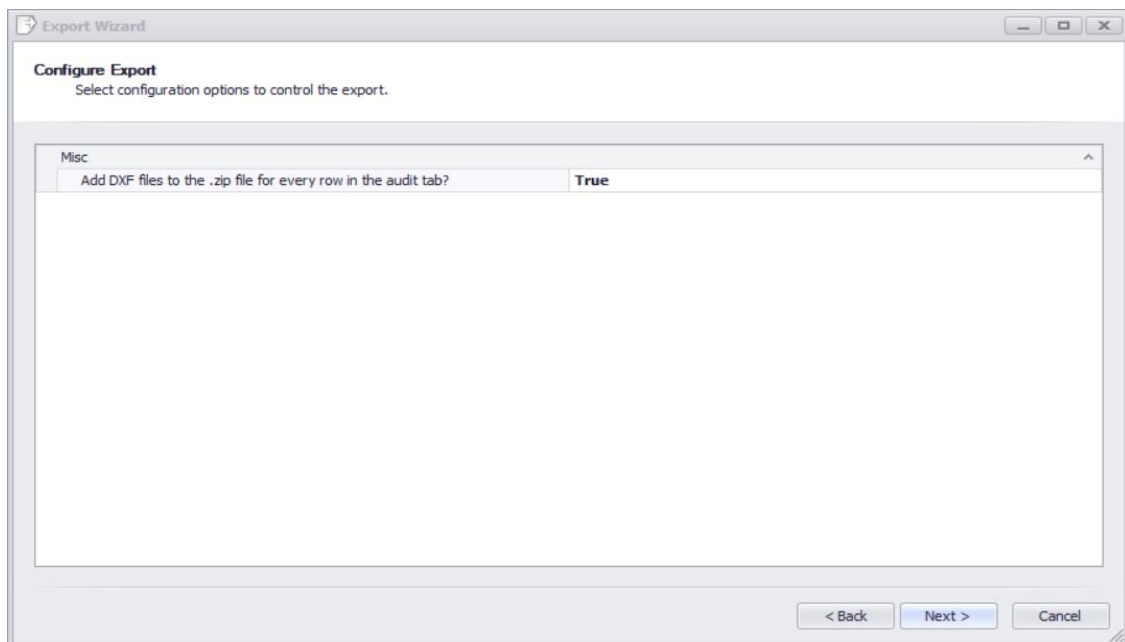 Export Wizard
Configure Export
Select configuration options to control the export.
Misc
Add DXF files to the .zip file for every row in the audit tab? True
< Back Next > Cancel